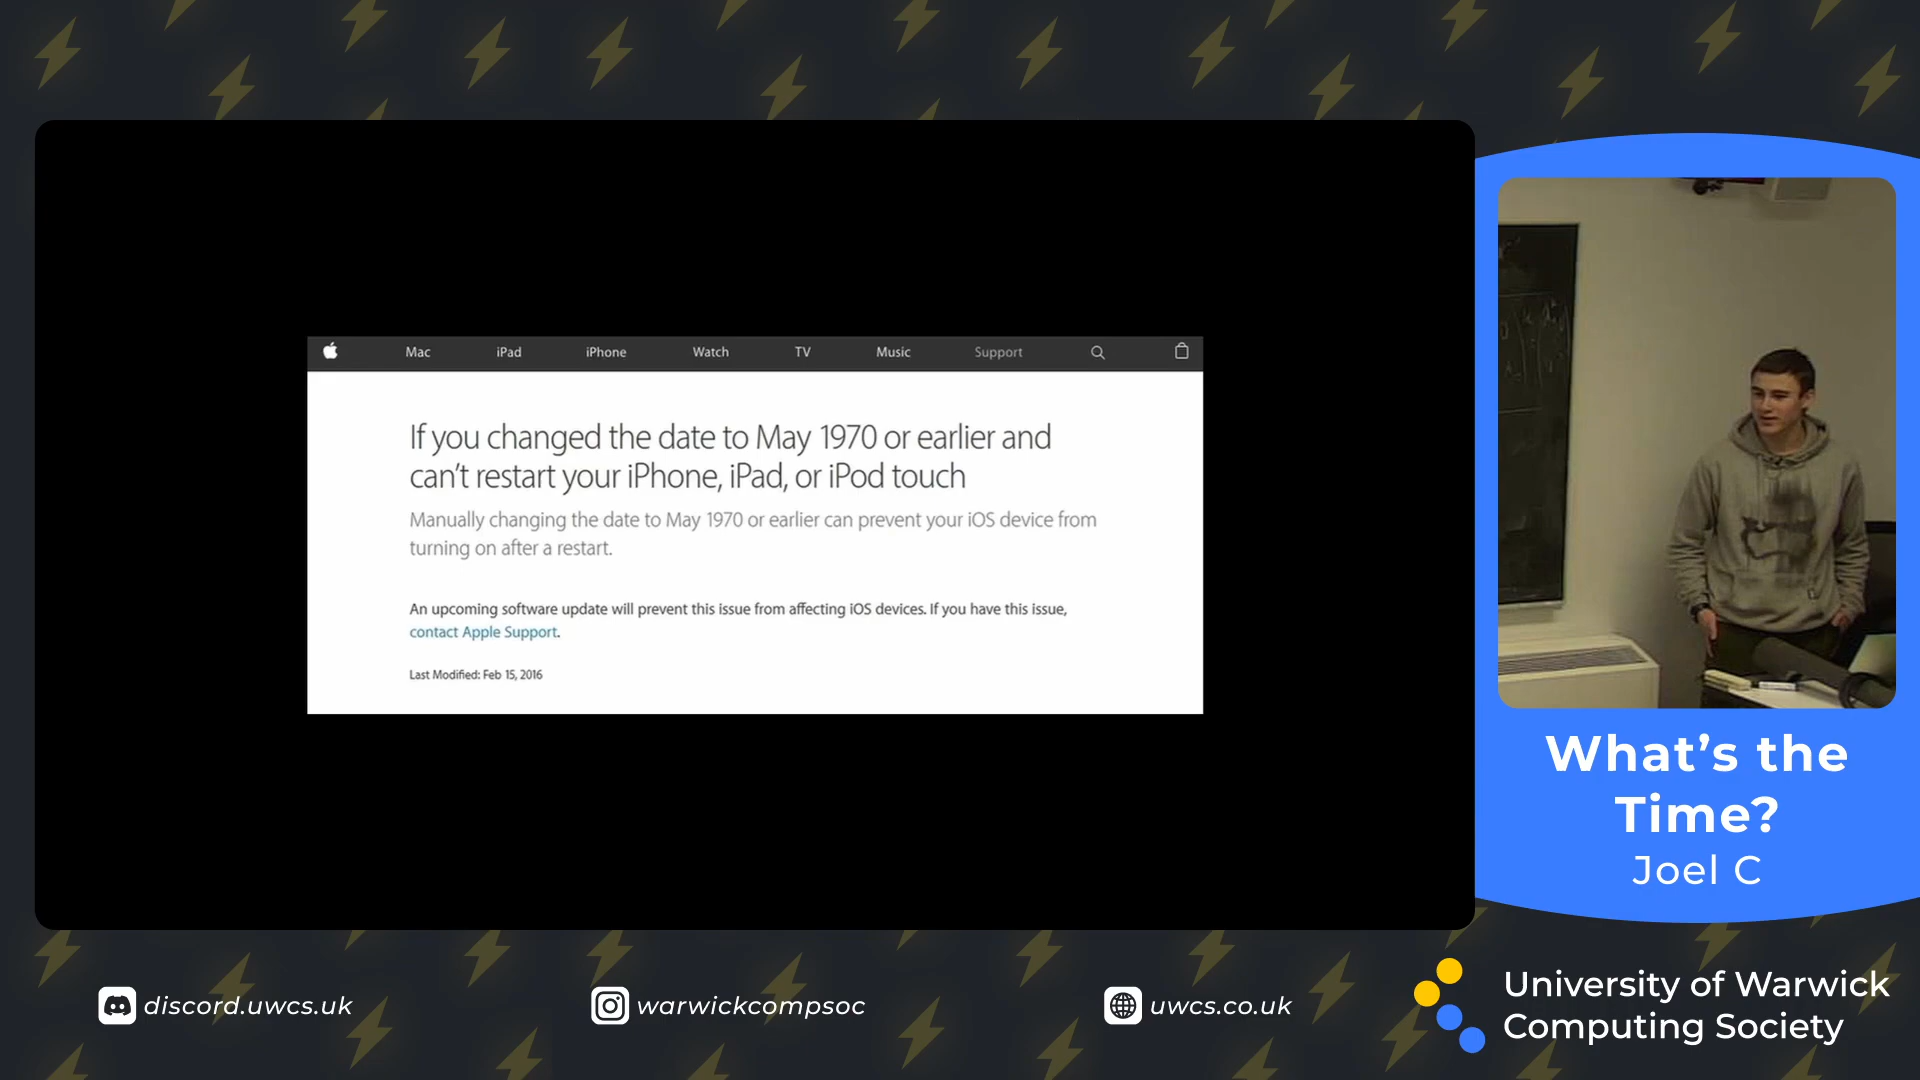 Mac iPad iPhone Watch TV Music Support
If you changed the date to May 1970 or earlier and
can't restart your iPhone, iPad, or iPod touch
Manually changing the date to May 1970 or earlier can prevent your iOS device from
turning on after a restart.
An upcoming software update will prevent this issue from affecting iOS devices. If you have this issue,
contact Apple Support.
Last Modified: Feb 15, 2016
What's the
Time?
Joel C
discord.uwcs.uk
warwickcompsoc
uwcs.co.uk
University of Warwick
Computing Society